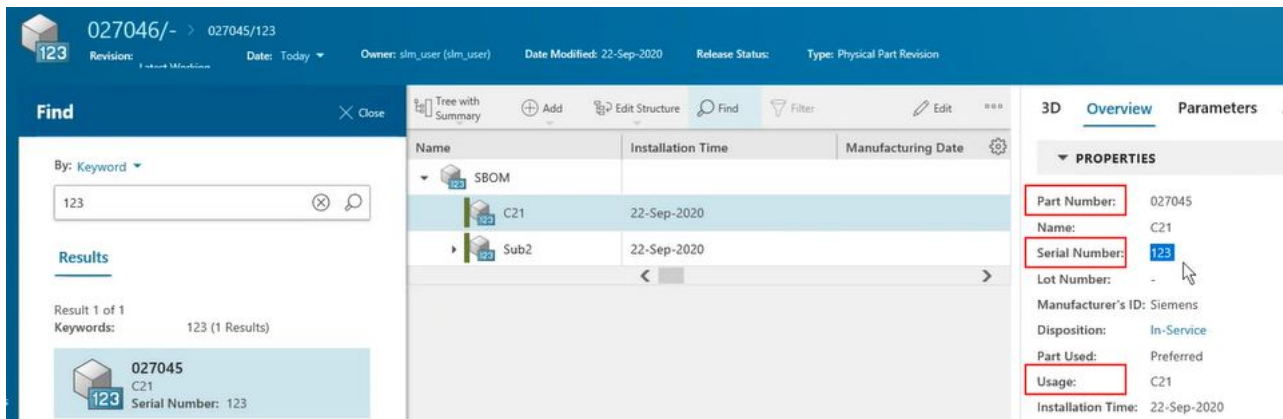 027046/- > 027045/123
Revision: Date: Today Owner: slm_user (slm_user) Date Modified: 22-Sep-2020 Release Status: Type: Physical Part Revision
123
Find
Close
By: Keyword
123
Results
Result 1 of 1
Keywords: 123 (1 Results)
027045
C21
123 Serial Number: 123
Tree with Summary
Add
Edit Structure
Find
Filter
Edit
Name Installation Time Manufacturing Date
123 SBOM
123 C21 22-Sep-2020
123 Sub2 22-Sep-2020
3D Overview Parameters
PROPERTIES
Part Number: 027045
Name: C21
Serial Number: 123
Lot Number: -
Manufacturer's ID: Siemens
Disposition: In-Service
Part Used: Preferred
Usage: C21
Installation Time: 22-Sep-2020